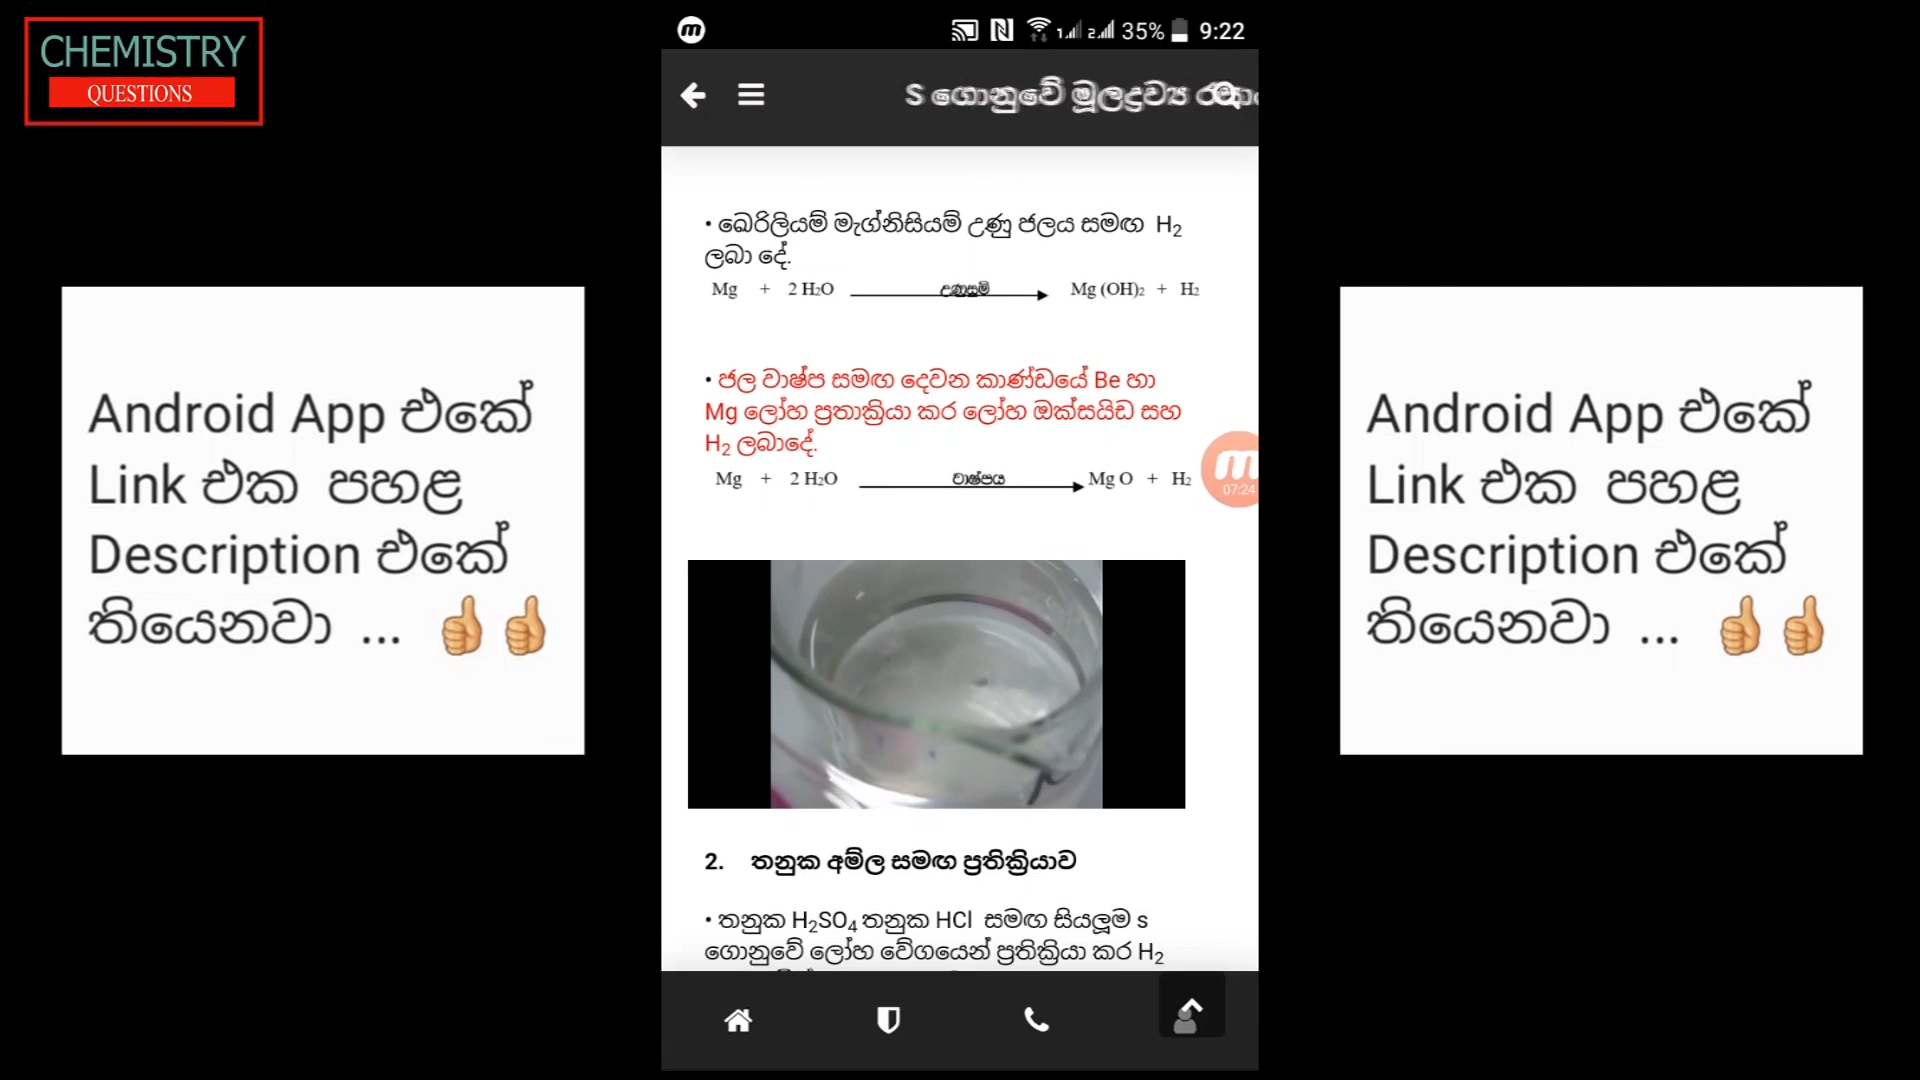 CHEMISTRY
QUESTIONS
35% 9:22
S ගොනුවේ මූලද්‍රව්‍ය
• ඛෙරිලියම් මැග්නිසියම් උණු ජලය සමඟ H₂
ලබා දේ.
Mg + 2 H₂O උණුසුම් Mg (OH)₂ + H₂
• ජල වාෂ්ප සමඟ දෙවන කාණ්ඩයේ Be හා
Mg ලෝහ ප්‍රතාක්‍රියා කර ලෝහ ඔක්සයිඩ සහ
H₂ ලබාදේ.
Mg + 2 H₂O වාෂ්පය Mg O + H₂
07:24
2. තනුක අම්ල සමඟ ප්‍රතික්‍රියාව
• තනුක H₂SO₄ තනුක HCl සමඟ සියලූම s
ගොනුවේ ලෝහ වේගයෙන් ප්‍රතික්‍රියා කර H₂
Android App එකේ
Link එක පහළ
Description එකේ
තියෙනවා ... 👍👍
Android App එකේ
Link එක පහළ
Description එකේ
තියෙනවා ... 👍👍